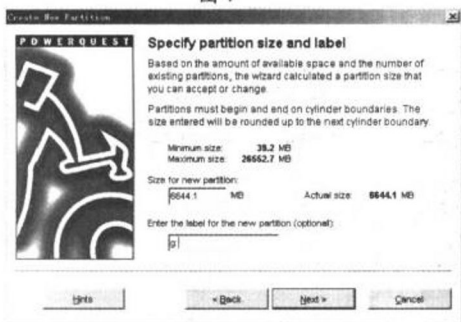 Create New Partition
POWERQUEST
Specify partition size and label
Based on the amount of available space and the number of
existing partitions, the wizard calculated a partition size that
you can accept or change.
Partitions must begin and end on cylinder boundaries. The
size entered will be rounded up to the next cylinder boundary.
Minimum size: 39.2 MB
Maximum size: 26652.7 MB
Size for new partition:
6644.1 MB Actual size: 6644.1 MB
Enter the label for the new partition (optional):
g
Hints < Back Next > Cancel